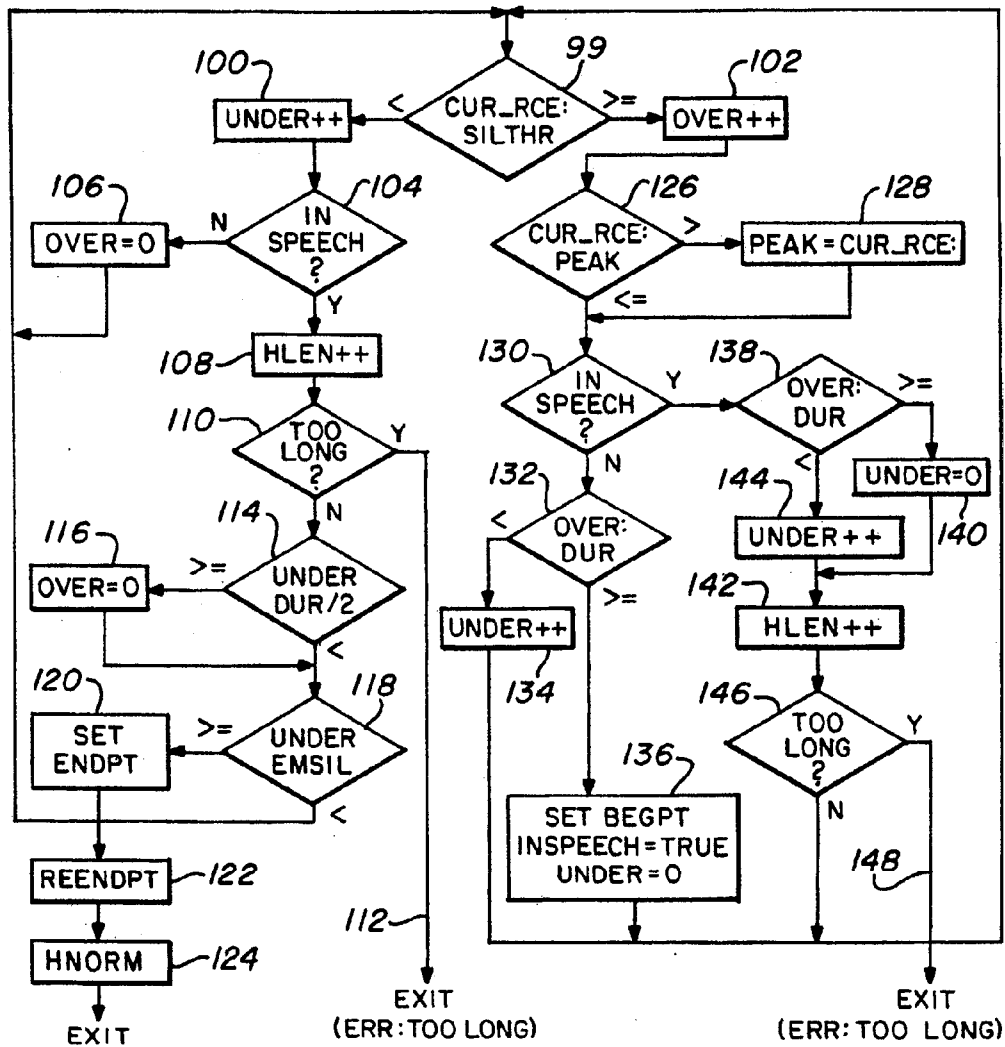 99
100
102
<
CUR_RCE:
SILTHR
>=
UNDER++
OVER++
106
104
126
128
N
IN
SPEECH
?
OVER=0
CUR_RCE:
PEAK
>
PEAK=CUR_RCE:
Y
<=
108
HLEN++
130
IN
SPEECH
?
Y
138
OVER:
DUR
>=
110
TOO
LONG
?
Y
N
<
UNDER=0
140
N
132
144
UNDER++
116
114
<
OVER:
DUR
>=
OVER=0
>=
UNDER
DUR/2
<
142
HLEN++
UNDER++
134
120
118
146
SET
ENDPT
>=
UNDER
EMSIL
<
TOO
LONG
?
Y
N
136
SET BEGPT
INSPEECH=TRUE
UNDER=0
REENDPT
122
148
112
HNORM
124
EXIT
EXIT
(ERR:TOO LONG)
EXIT
(ERR:TOO LONG)